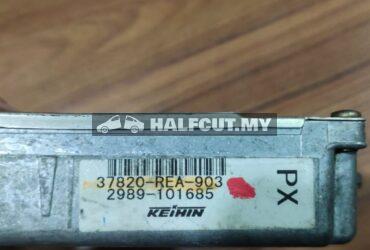 HALFCUT.MY
37820-REA-903
2989-101685
KEIHIN
PX